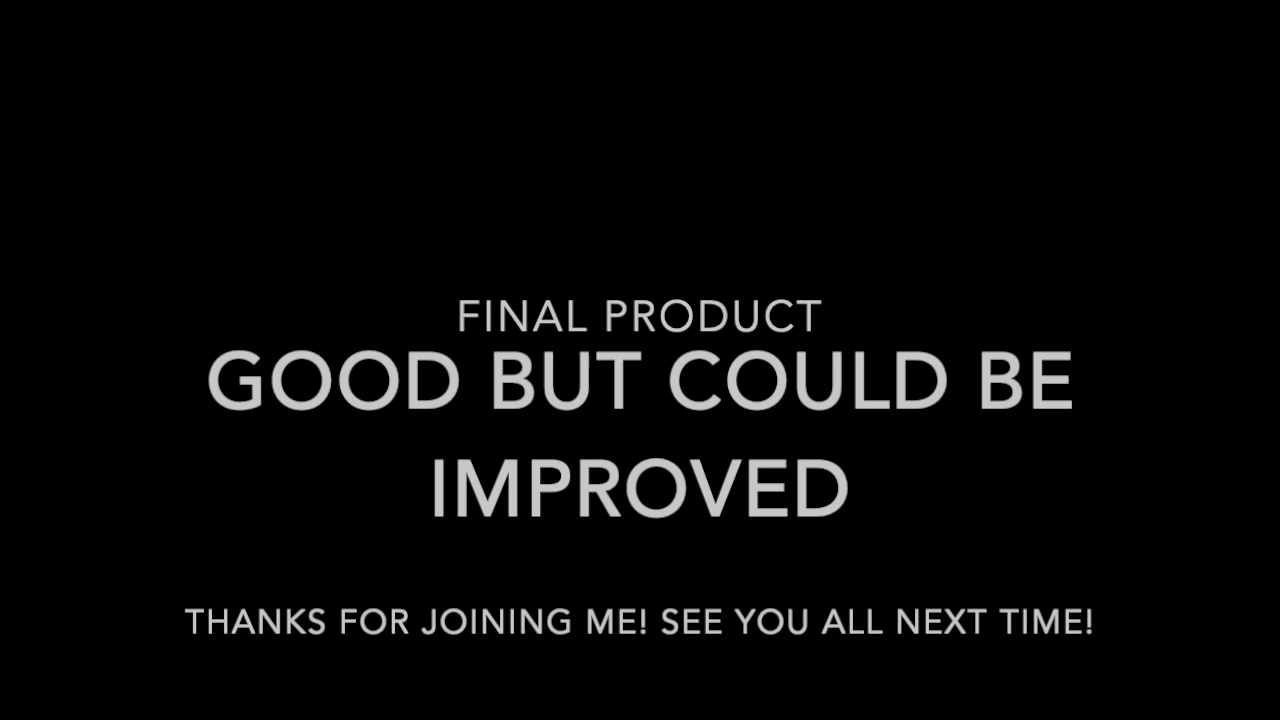 FINAL PRODUCT
GOOD BUT COULD BE
IMPROVED
THANKS FOR JOINING ME! SEE YOU ALL NEXT TIME!